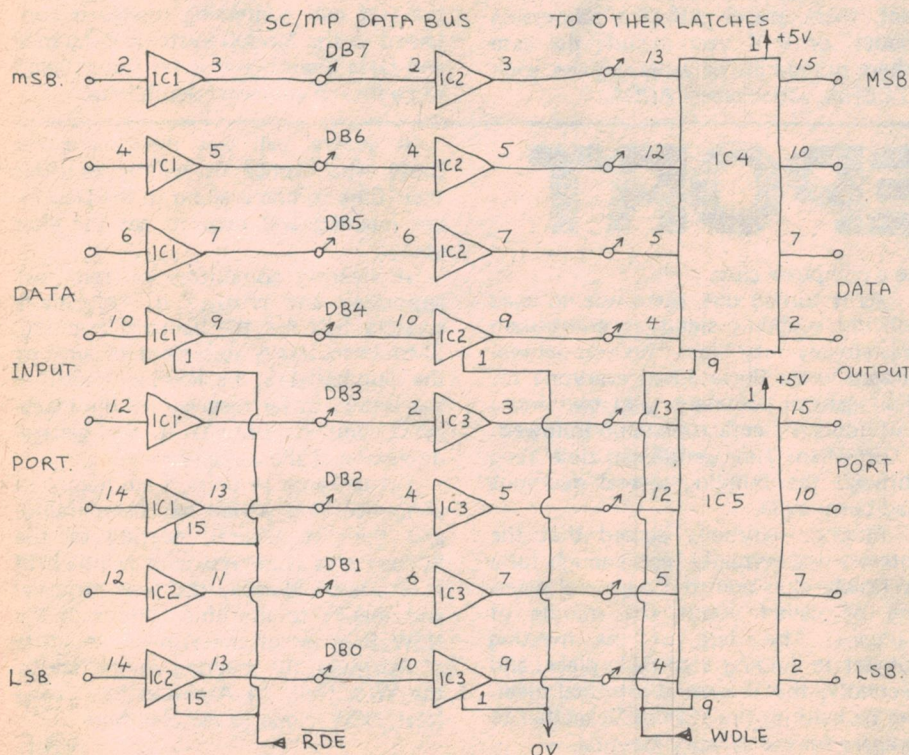 SC/MP DATA BUS TO OTHER LATCHES
+5V
1
mSB. 2 IC1 3 DB7 2 IC2 3 13 15 MSB
4 IC1 5 DB6 4 IC2 5 12 IC4 10
6 IC1 7 DB5 6 IC2 7 5 7
DATA DATA
10 IC1 9 DB4 10 IC2 9 4 2
1 1 9
INPUT OUTPUT
+5V
1
12 IC1 11 DB3 2 IC3 3 13 15
PORT. PORT
14 IC1 13 DB2 4 IC3 5 12 IC5 10
15
12 IC2 11 DB1 6 IC3 7 5 7
LSB. 14 IC2 13 DB0 10 IC3 9 4 2 LSB.
15 1 9
RDE 0V WDLE